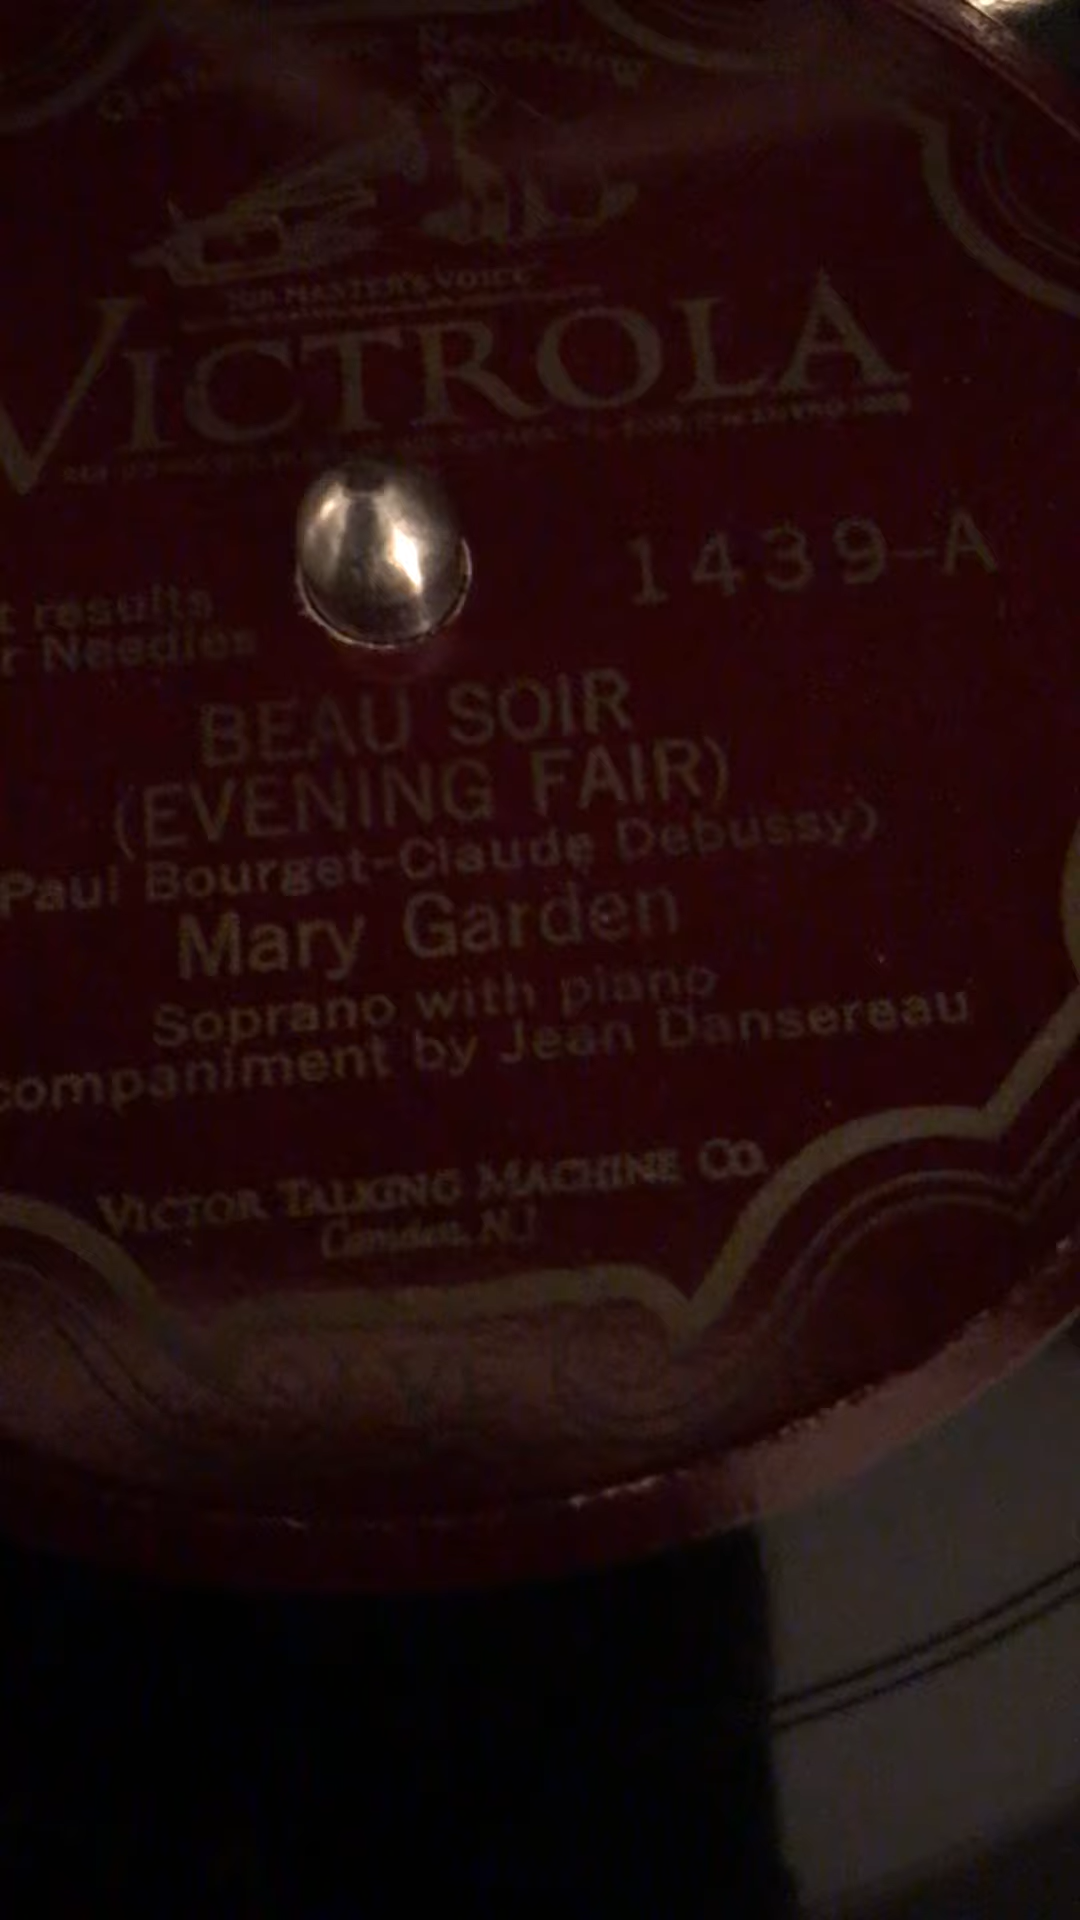 Recording
"HIS MASTER'S VOICE"
VICTROLA
1439-A
t results
r Needles
BEAU SOIR
(EVENING FAIR)
Paul Bourget-Claude Debussy)
Mary Garden
Soprano with piano
companiment by Jean Dansereau
VICTOR TALKING MACHINE CO.
Camden, N.J.